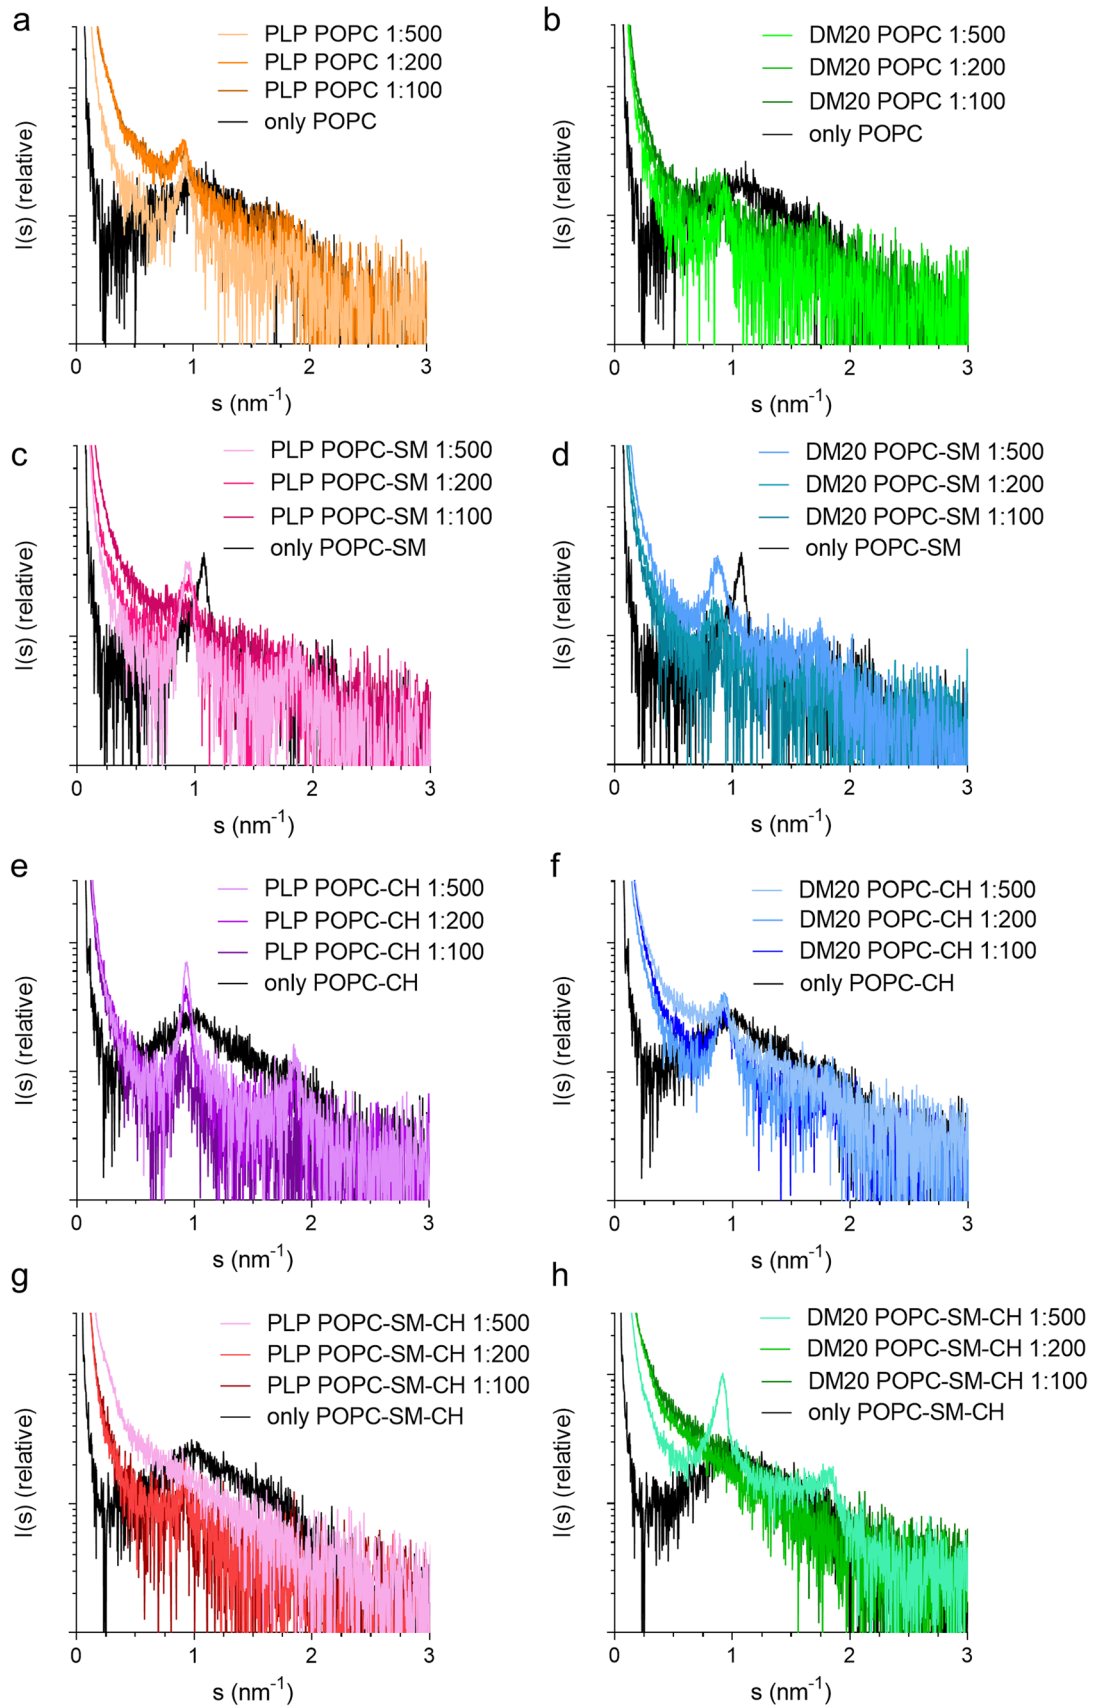 a
PLP POPC 1:500
PLP POPC 1:200
PLP POPC 1:100
only POPC
I(s) (relative)
0 1 2 3
s (nm-1)
b
DM20 POPC 1:500
DM20 POPC 1:200
DM20 POPC 1:100
only POPC
I(s) (relative)
0 1 2 3
s (nm-1)
c
PLP POPC-SM 1:500
PLP POPC-SM 1:200
PLP POPC-SM 1:100
only POPC-SM
I(s) (relative)
0 1 2 3
s (nm-1)
d
DM20 POPC-SM 1:500
DM20 POPC-SM 1:200
DM20 POPC-SM 1:100
only POPC-SM
I(s) (relative)
0 1 2 3
s (nm-1)
e
PLP POPC-CH 1:500
PLP POPC-CH 1:200
PLP POPC-CH 1:100
only POPC-CH
I(s) (relative)
0 1 2 3
s (nm-1)
f
DM20 POPC-CH 1:500
DM20 POPC-CH 1:200
DM20 POPC-CH 1:100
only POPC-CH
I(s) (relative)
0 1 2 3
s (nm-1)
g
PLP POPC-SM-CH 1:500
PLP POPC-SM-CH 1:200
PLP POPC-SM-CH 1:100
only POPC-SM-CH
I(s) (relative)
0 1 2 3
s (nm-1)
h
DM20 POPC-SM-CH 1:500
DM20 POPC-SM-CH 1:200
DM20 POPC-SM-CH 1:100
only POPC-SM-CH
I(s) (relative)
0 1 2 3
s (nm-1)